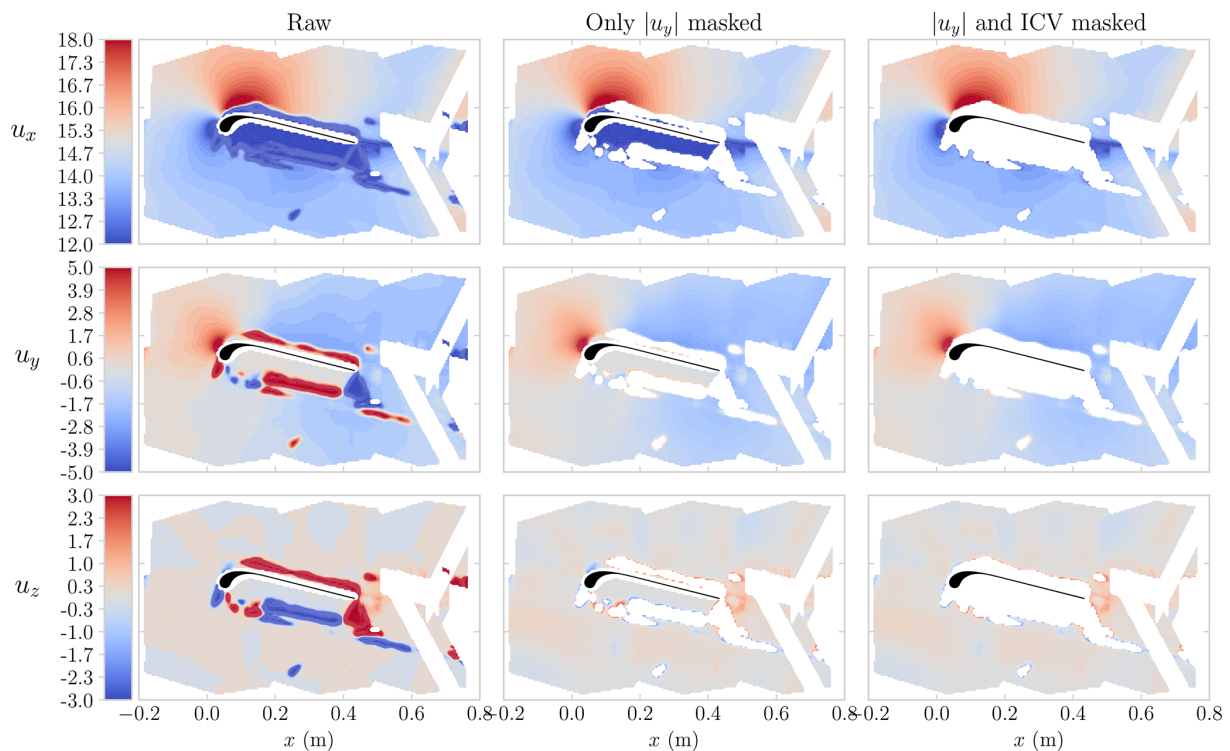 Raw
Only |u_y| masked
|u_y| and ICV masked
18.0
17.3
16.7
16.0
15.3
14.7
14.0
13.3
12.7
12.0
u_x
5.0
3.9
2.8
1.7
0.6
-0.6
-1.7
-2.8
-3.9
-5.0
u_y
3.0
2.3
1.7
1.0
0.3
-0.3
-1.0
-1.7
-2.3
-3.0
u_z
−0.2 0.0 0.2 0.4 0.6 0.8
−0.2 0.0 0.2 0.4 0.6 0.8
−0.2 0.0 0.2 0.4 0.6 0.8
x (m)
x (m)
x (m)